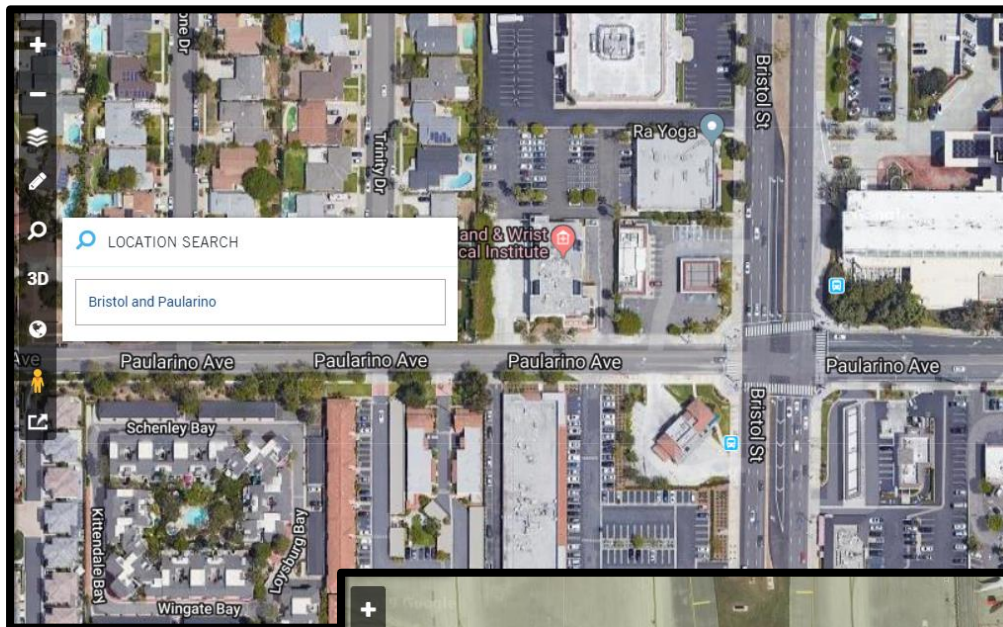 Trinity Dr
Bristol St
Ra Yoga
LOCATION SEARCH
and & Wrist
cal Institute
3D
Bristol and Paularino
Ave
Paularino Ave
Paularino Ave
Paularino Ave
Paularino Ave
Bristol St
Schenley Bay
Kittendale Bay
Loysburg Bay
Wingate Bay
Google